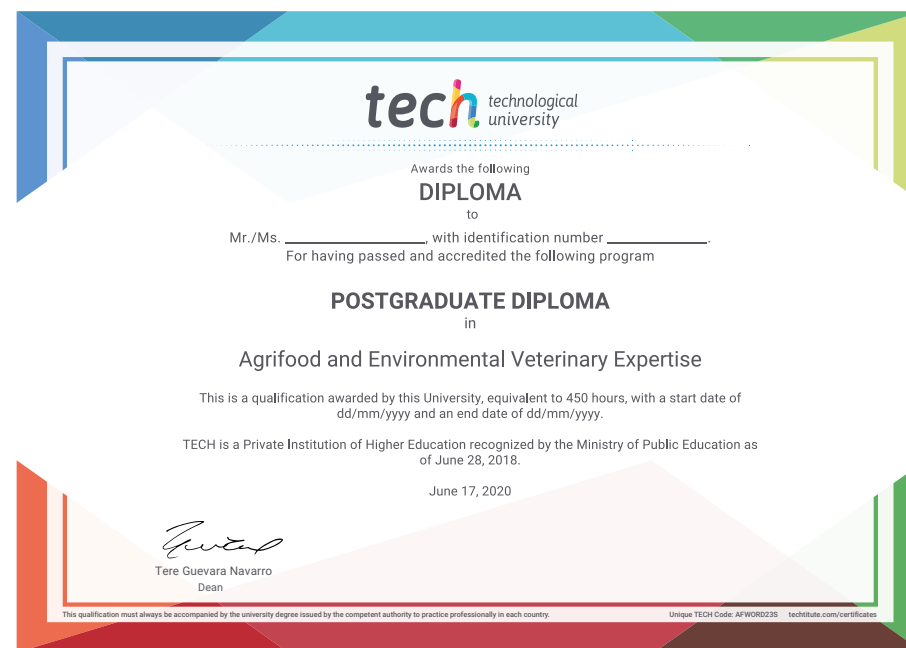 tech technological
university
Awards the following
DIPLOMA
to
Mr./Ms. ____________, with identification number ____________.
For having passed and accredited the following program
POSTGRADUATE DIPLOMA
in
Agrifood and Environmental Veterinary Expertise
This is a qualification awarded by this University, equivalent to 450 hours, with a start date of
dd/mm/yyyy and an end date of dd/mm/yyyy.
TECH is a Private Institution of Higher Education recognized by the Ministry of Public Education as
of June 28, 2018.
June 17, 2020
Tere Guevara Navarro
Dean
This qualification must always be accompanied by the university degree issued by the competent authority to practice professionally in each country. Unique TECH Code: AFWORD23S techtitute.com/certificates